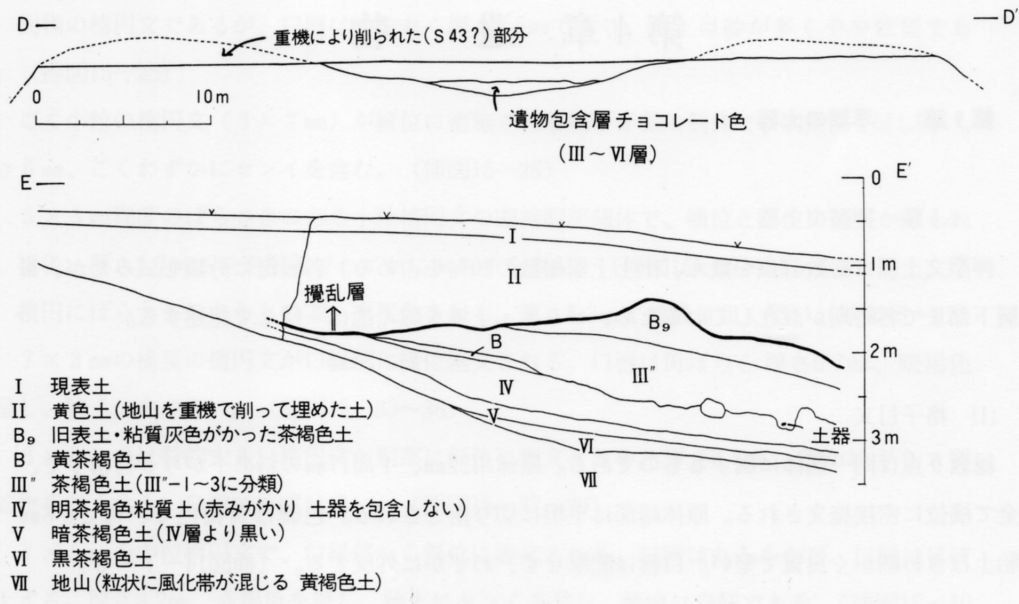 D
D'
重機により削られた(S43?)部分
0
10m
遺物包含層チョコレート色
(III~VI層)
E
E'
0
I
1m
II
攪乱層
B₉
B
2m
III"
IV
V
土器
3m
VI
VII
I 現表土
II 黄色土(地山を重機で削って埋めた土)
B₉ 旧表土・粘質灰色がかった茶褐色土
B 黄茶褐色土
III" 茶褐色土(III"-1~3に分類)
IV 明茶褐色粘質土(赤みがかり 土器を包含しない)
V 暗茶褐色土(IV層より黒い)
VI 黒茶褐色土
VII 地山(粒状に風化帯が混じる 黄褐色土)